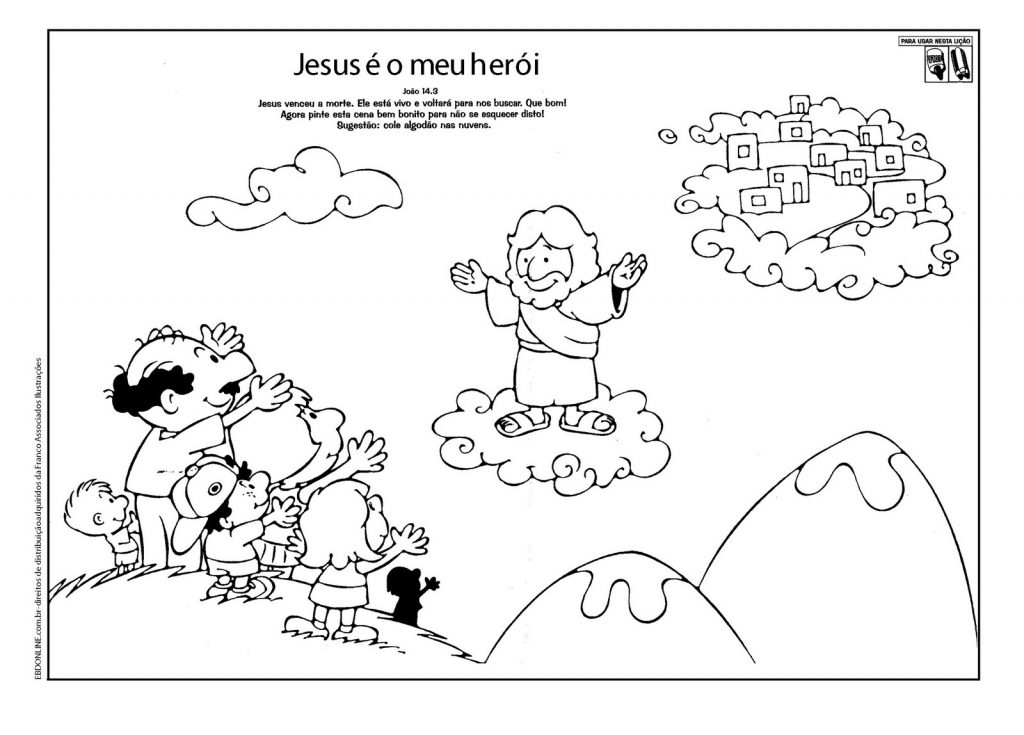 PARA USAR NESTA LIÇÃO
Jesus é o meu herói
João 14.3
Jesus venceu a morte. Ele está vivo e voltará para nos buscar. Que bom!
Agora pinte esta cena bem bonito para não se esquecer disto!
Sugestão: cole algodão nas nuvens.
EBDONLINE.com.br-direitos de distribuição adquiridos da Franco Associados Ilustrações